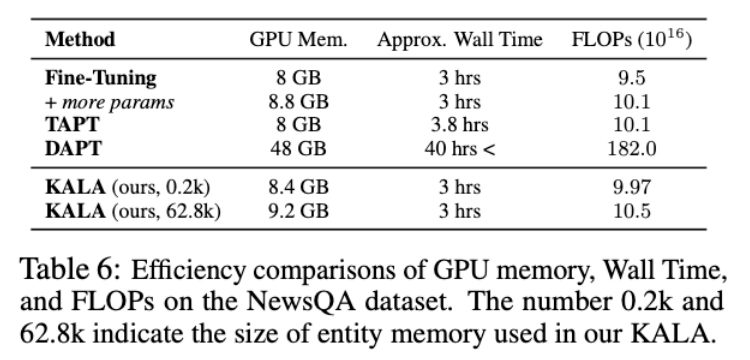 Method GPU Mem. Approx. Wall Time FLOPs (10^16)
Fine-Tuning 8 GB 3 hrs 9.5
+ more params 8.8 GB 3 hrs 10.1
TAPT 8 GB 3.8 hrs 10.1
DAPT 48 GB 40 hrs < 182.0
KALA (ours, 0.2k) 8.4 GB 3 hrs 9.97
KALA (ours, 62.8k) 9.2 GB 3 hrs 10.5
Table 6: Efficiency comparisons of GPU memory, Wall Time,
and FLOPs on the NewsQA dataset. The number 0.2k and
62.8k indicate the size of entity memory used in our KALA.